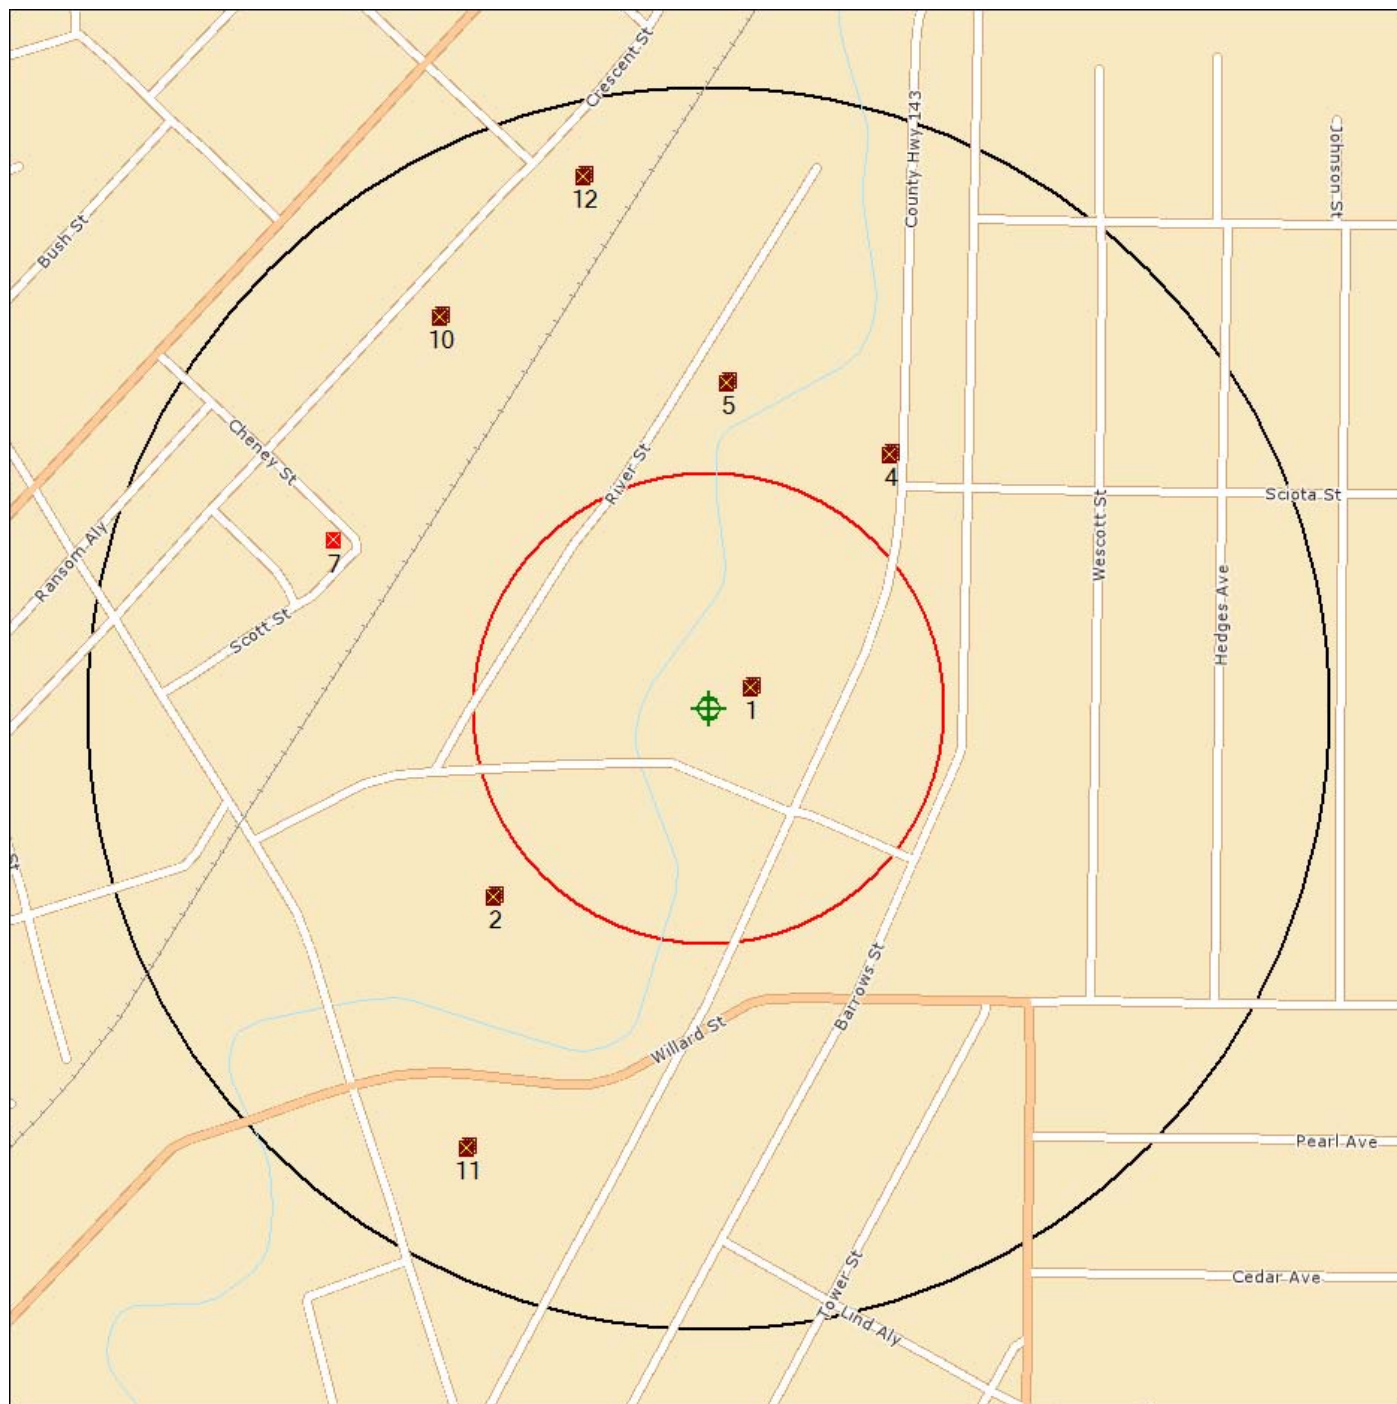 Crescent St
County Hwy 143
Johnson St
12
Bush St
10
5
Cheney St
River St
4
Sciota St
Wescott St
Ransom Aly
7
Hedges Ave
Scott St
1
St
2
Barrows St
Willard St
Pearl Ave
11
Tower St
Cedar Ave
Lind Aly